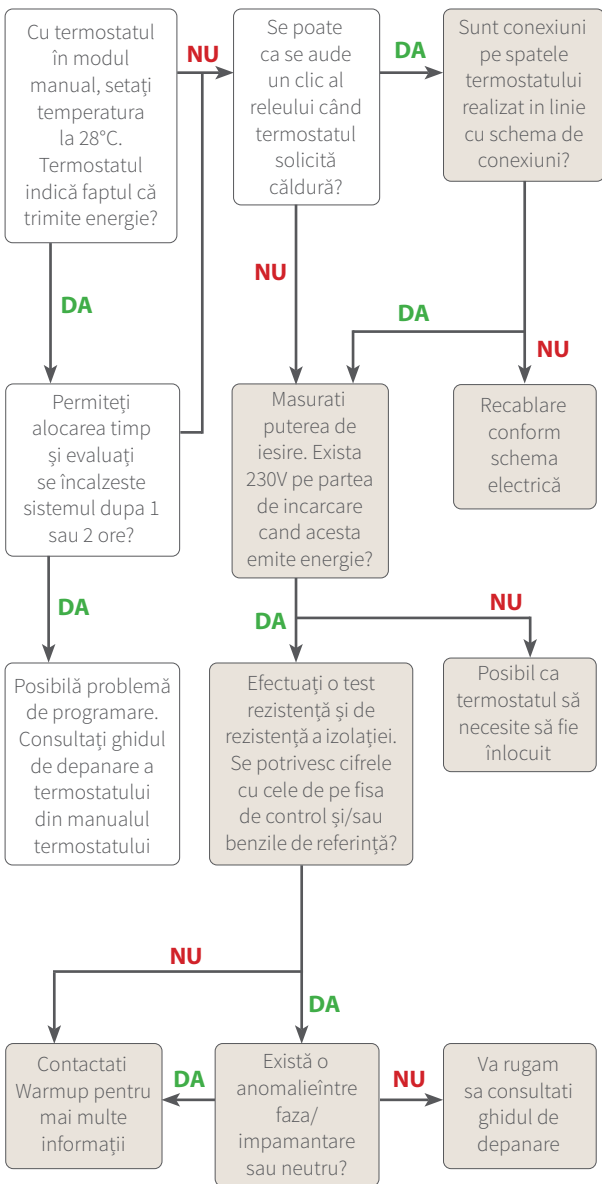 Cu termostatul
în modul
manual, setați
temperatura
la 28°C.
Termostatul
indică faptul că
trimite energie?
NU
Se poate
ca se aude
un clic al
releului când
termostatul
solicită
căldură?
DA
Sunt conexiuni
pe spatele
termostatului
realizat in linie
cu schema de
conexiuni?
DA
NU
DA
NU
Permiteți
alocarea timp
și evaluați
se încalzeste
sistemul dupa 1
sau 2 ore?
Masurati
puterea de
iesire. Exista
230V pe partea
de incarcare
cand acesta
emite energie?
Recablare
conform
schema
electrică
DA
DA
NU
Posibilă problemă
de programare.
Consultați ghidul
de depanare a
termostatului
din manualul
termostatului
Efectuați o test
rezistență și de
rezistență a izolației.
Se potrivesc cifrele
cu cele de pe fisa
de control și/sau
benzile de referință?
Posibil ca
termostatul să
necesite să fie
înlocuit
NU
DA
Contactati
Warmup pentru
mai multe
informații
DA
Există o
anomalieîntre
faza/
impamantare
sau neutru?
NU
Va rugam
sa consultati
ghidul de
depanare